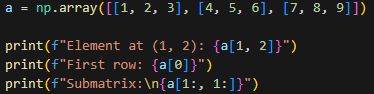 a = np.array([[1, 2, 3], [4, 5, 6], [7, 8, 9]])
print(f"Element at (1, 2): {a[1, 2]}")
print(f"First row: {a[0]}")
print(f"Submatrix:\n{a[1:, 1:]}")